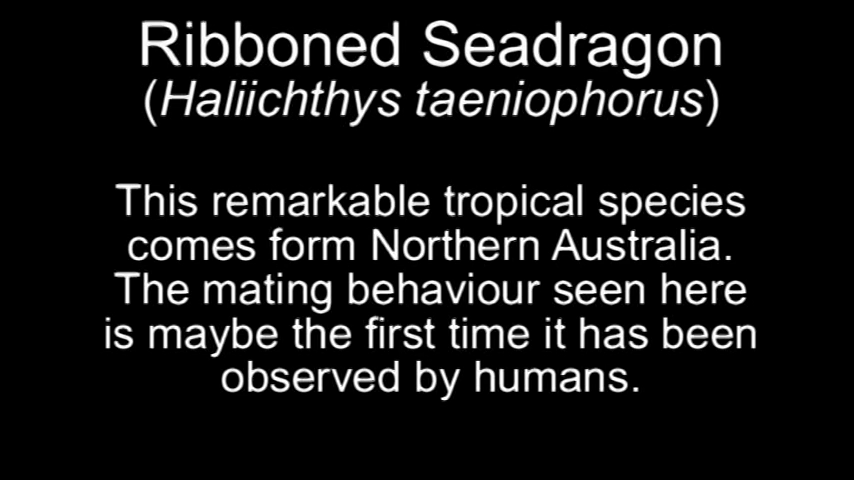 Ribboned Seadragon
(Haliichthys taeniophorus)
This remarkable tropical species
comes form Northern Australia.
The mating behaviour seen here
is maybe the first time it has been
observed by humans.